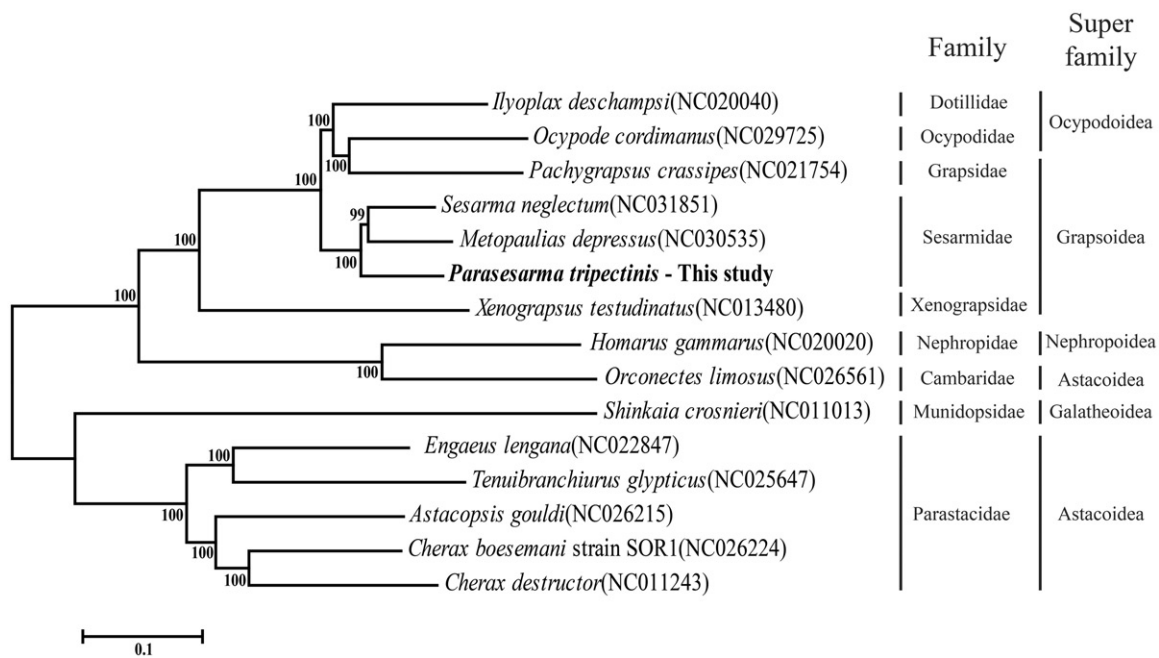 Family
Super
family
Ilyoplax deschampsi(NC020040)
Dotillidae
Ocypodoidea
Ocypode cordimanus(NC029725)
Ocypodidae
Pachygrapsus crassipes(NC021754)
Grapsidae
Sesarma neglectum(NC031851)
Metopaulias depressus(NC030535)
Sesarmidae
Grapsoidea
Parasesarma tripectinis - This study
Xenograpsus testudinatus(NC013480)
Xenograpsidae
Homarus gammarus(NC020020)
Nephropidae
Nephropoidea
Orconectes limosus(NC026561)
Cambaridae
Astacoidea
Shinkaia crosnieri(NC011013)
Munidopsidae
Galatheoidea
Engaeus lengana(NC022847)
Tenuibranchiurus glypticus(NC025647)
Astacopsis gouldi(NC026215)
Parastacidae
Astacoidea
Cherax boesemani strain SOR1(NC026224)
Cherax destructor(NC011243)
100
100
100
99
100
100
100
100
100
100
100
100
0.1